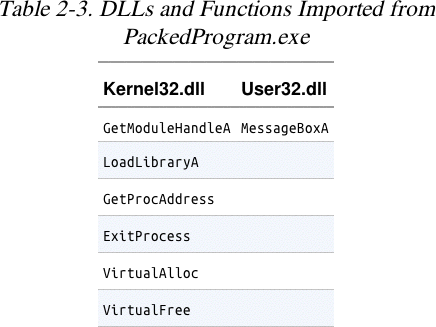 Table 2-3. DLLs and Functions Imported from
PackedProgram.exe
Kernel32.dll User32.dll
GetModuleHandleA MessageBoxA
LoadLibraryA
GetProcAddress
ExitProcess
VirtualAlloc
VirtualFree